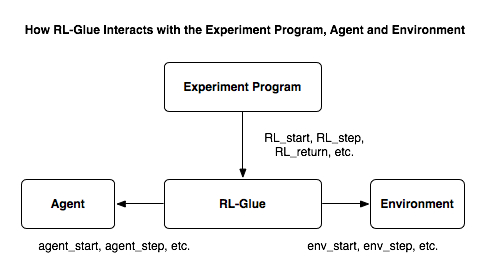 How RL-Glue Interacts with the Experiment Program, Agent and Environment
Experiment Program
RL_start, RL_step,
RL_return, etc.
Agent
RL-Glue
Environment
agent_start, agent_step, etc.
env_start, env_step, etc.